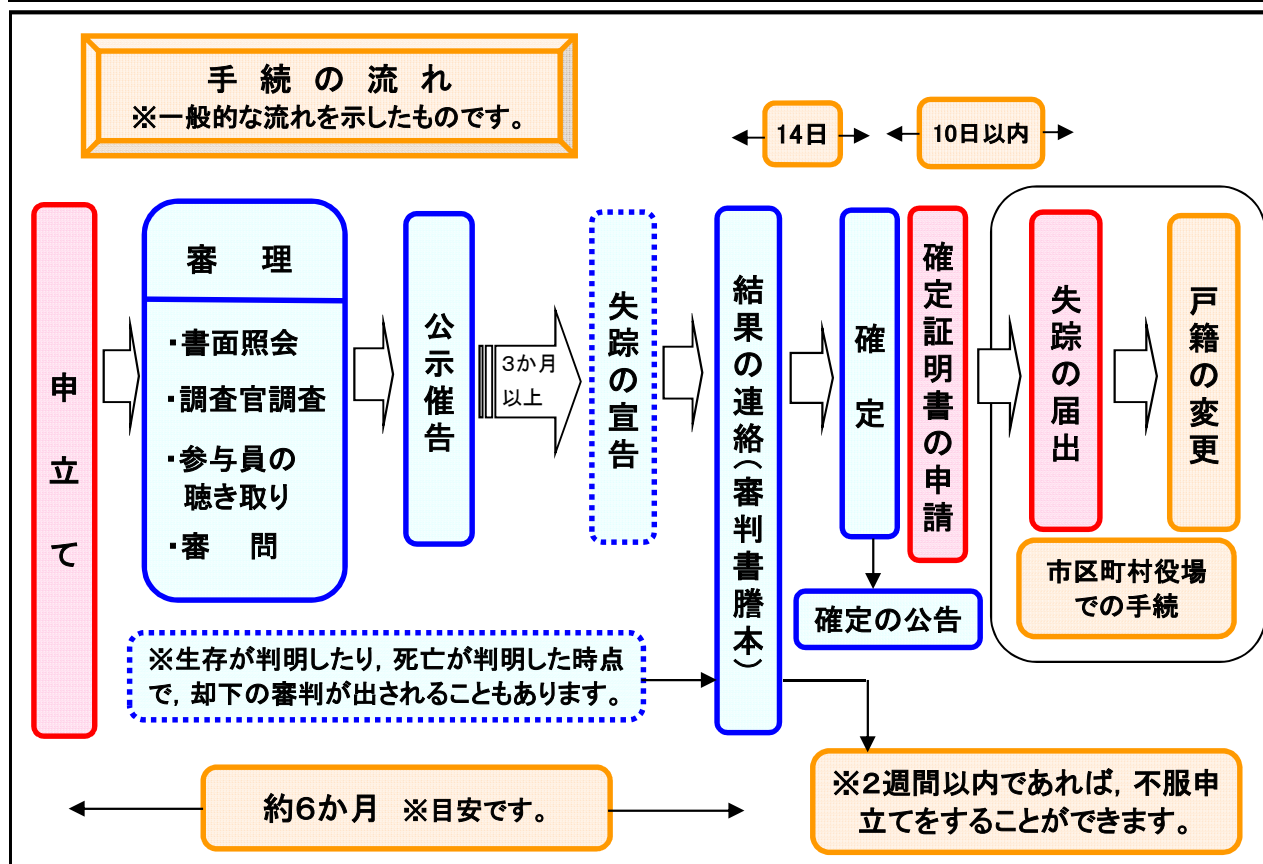 手続の流れ
※一般的な流れを示したものです。
14日
10日以内
申立て
審理
・書面照会
・調査官調査
・参与員の
聴き取り
・審問
公示催告
3か月
以上
失踪の宣告
結果の連絡(審判書謄本)
確定
確定証明書の申請
失踪の届出
戸籍の変更
市区町村役場
での手続
確定の公告
※生存が判明したり,死亡が判明した時点
で,却下の審判が出されることもあります。
約6か月 ※目安です。
※2週間以内であれば,不服申
立てをすることができます。